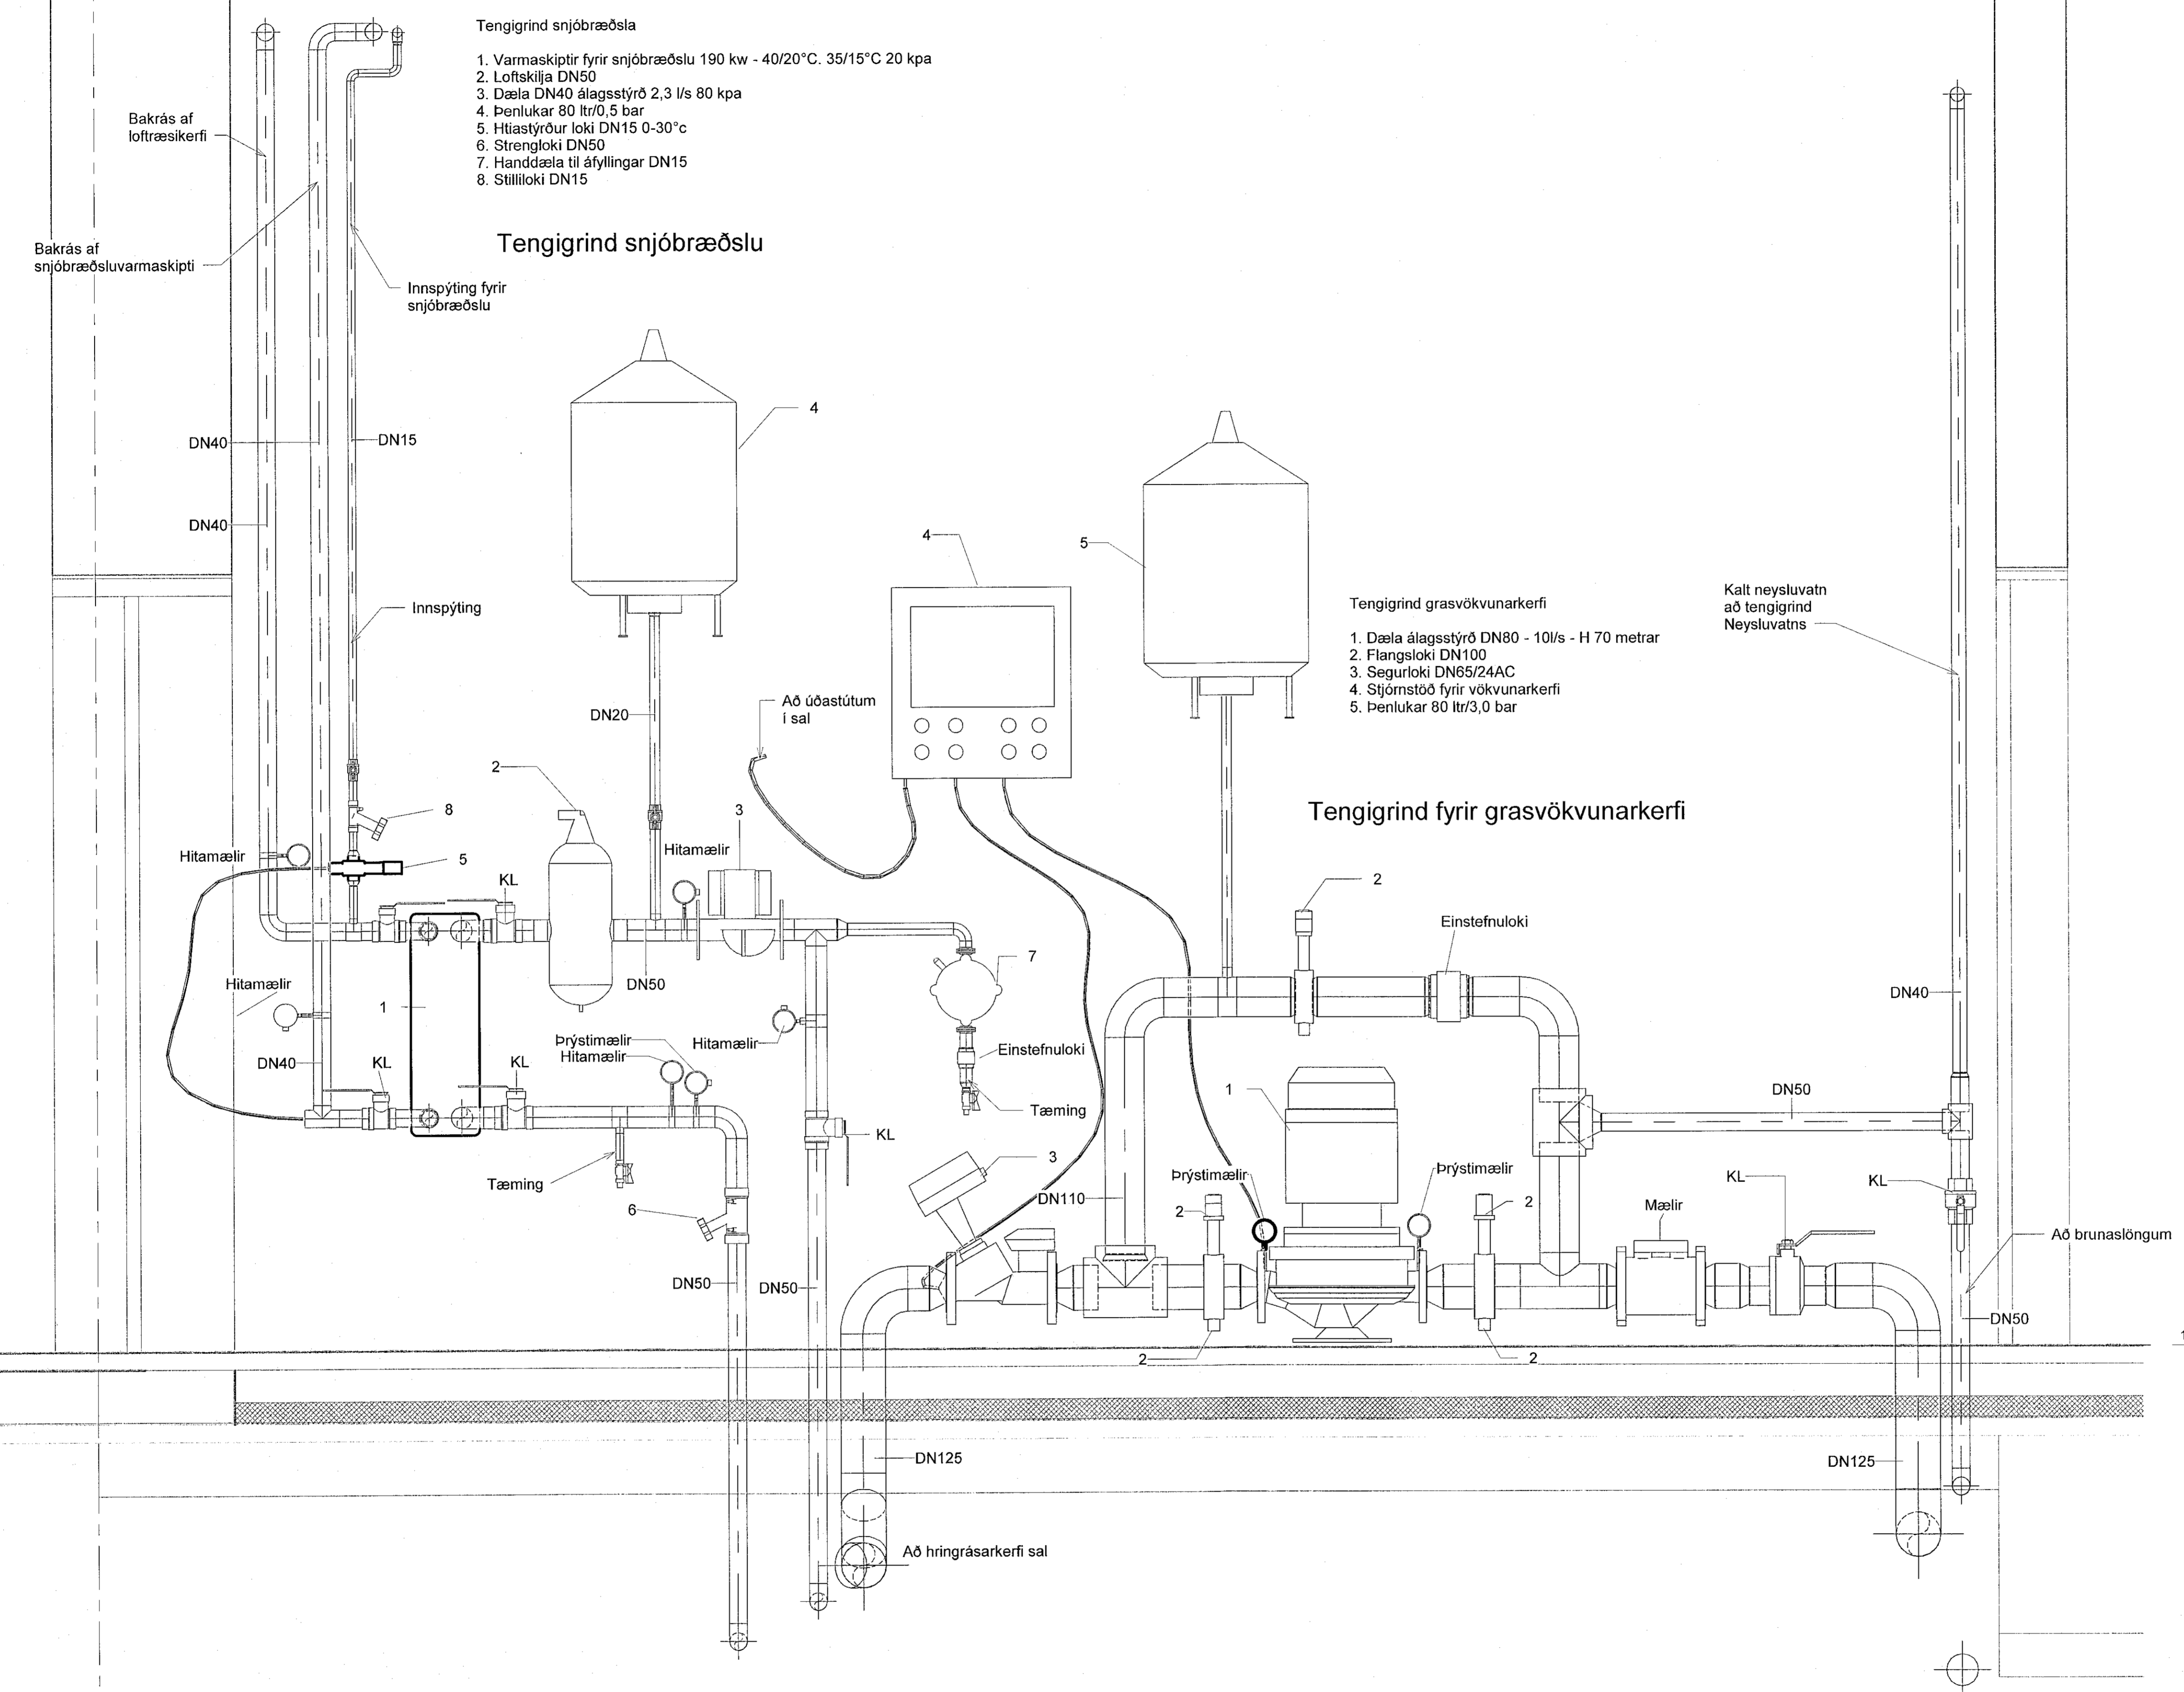 Tengigrind snjóbræðsla
1. Varmaskiptir fyrir snjóbræðslu 190 kw - 40/20°C. 35/15°C 20 kpa
2. Loftskilja DN50
3. Dæla DN40 álagsstýrð 2,3 l/s 80 kpa
4. Þenlukar 80 ltr/0,5 bar
5. Htiastýrður loki DN15 0-30°c
6. Strengloki DN50
7. Handdæla til áfyllingar DN15
8. Stilliloki DN15
Tengigrind snjóbræðslu
Bakrás af
loftræsikerfi
Bakrás af
snjóbræðsluvarmaskipti
Innspýting fyrir
snjóbræðslu
DN40
DN15
DN40
Innspýting
4
DN20
2
8
3
Hitamælir
Hitamælir
5
KL
Hitamælir
1
DN50
7
DN40
KL
KL
Þrýstimælir
Hitamælir
Hitamælir
Einstefnuloki
Tæming
KL
Tæming
6
DN50
DN50
4
5
Að úðastútum
í sal
Tengigrind grasvökvunarkerfi
1. Dæla álagsstýrð DN80 - 10l/s - H 70 metrar
2. Flangsloki DN100
3. Segurloki DN65/24AC
4. Stjórnstöð fyrir vökvunarkerfi
5. Þenlukar 80 ltr/3,0 bar
Kalt neysluvatn
að tengigrind
Neysluvatns
Tengigrind fyrir grasvökvunarkerfi
2
Einstefnuloki
DN40
1
DN50
3
Þrýstimælir
Þrýstimælir
DN110
2
2
Mælir
KL
KL
Að brunaslöngum
DN50
2
2
1
DN125
DN125
Að hringrásarkerfi sal